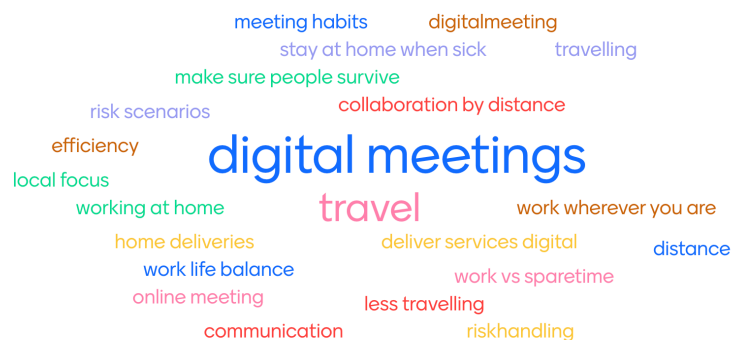 meeting habits
digitalmeeting
stay at home when sick
travelling
make sure people survive
risk scenarios
collaboration by distance
efficiency
digital meetings
local focus
working at home
travel
work wherever you are
home deliveries
deliver services digital
distance
work life balance
work vs sparetime
online meeting
less travelling
communication
riskhandling